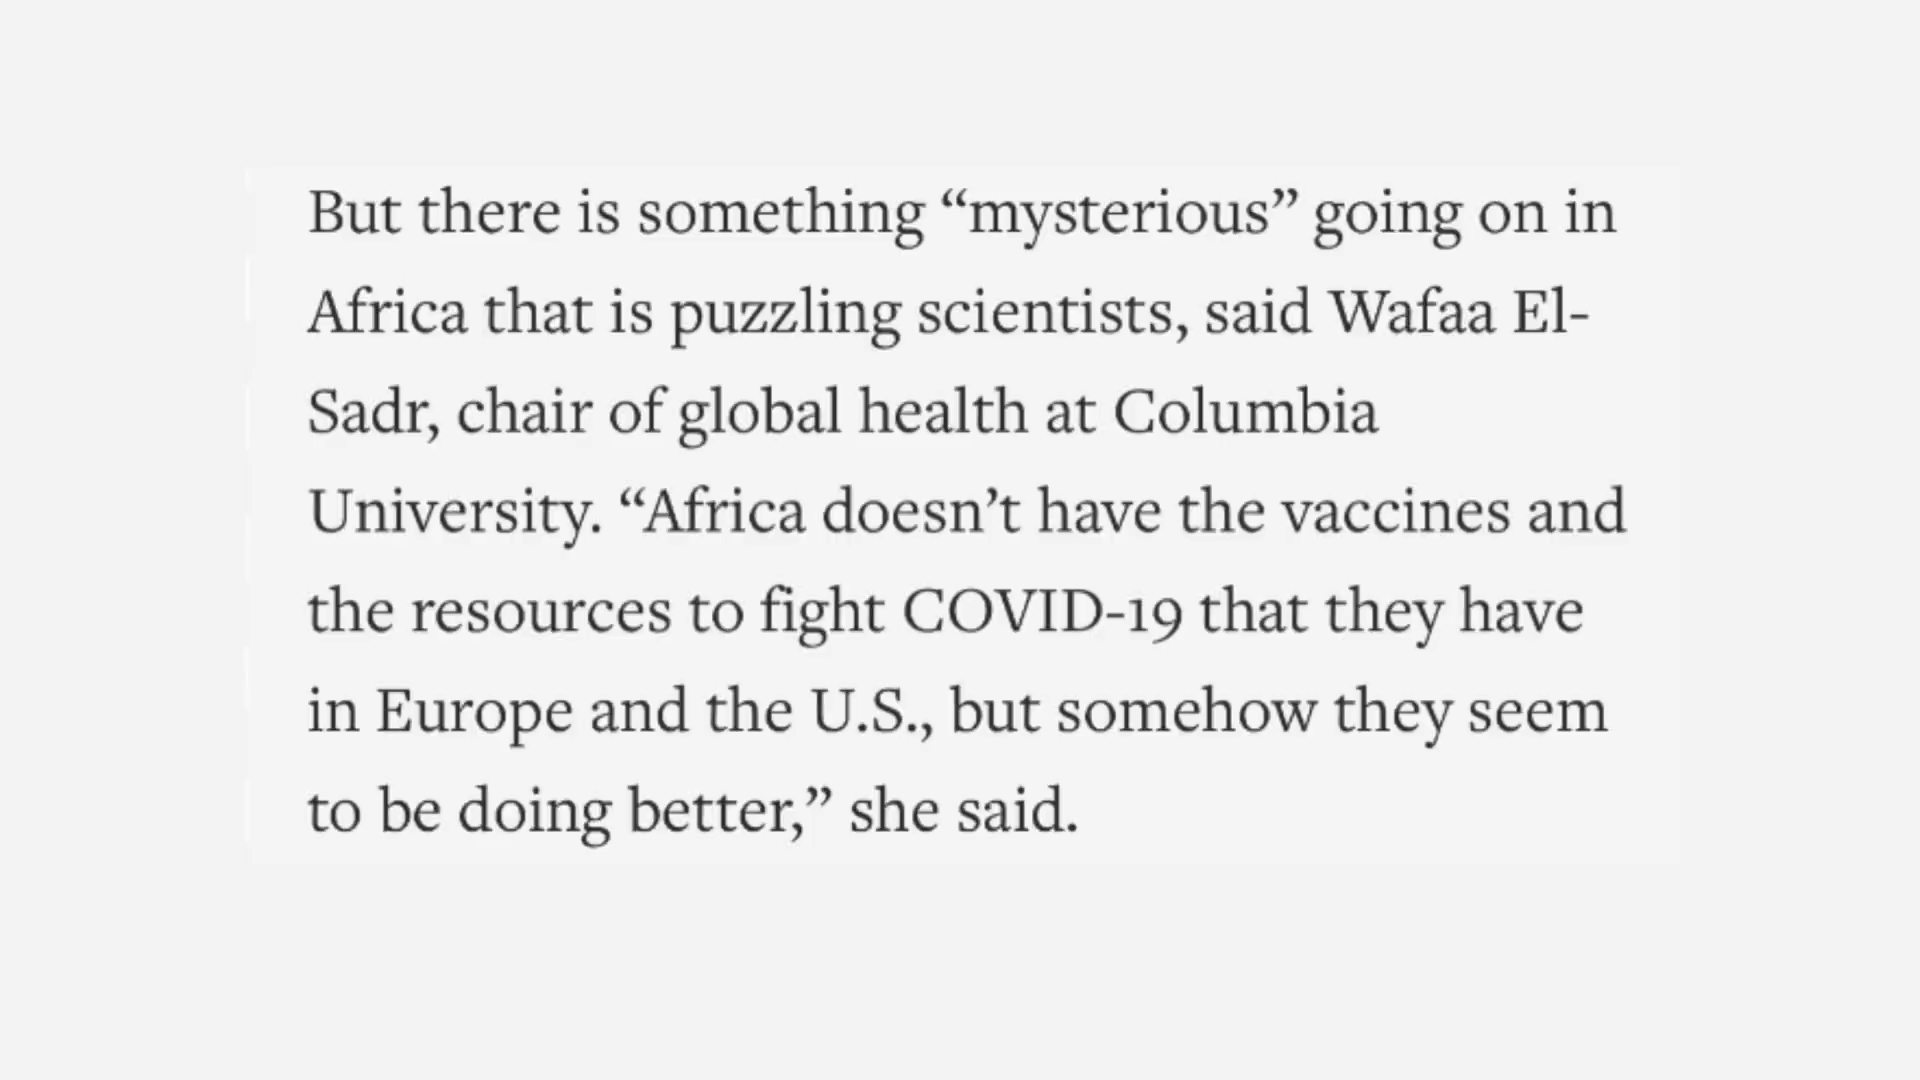 But there is something “mysterious” going on in
Africa that is puzzling scientists, said Wafaa El-
Sadr, chair of global health at Columbia
University. “Africa doesn’t have the vaccines and
the resources to fight COVID-19 that they have
in Europe and the U.S., but somehow they seem
to be doing better,” she said.